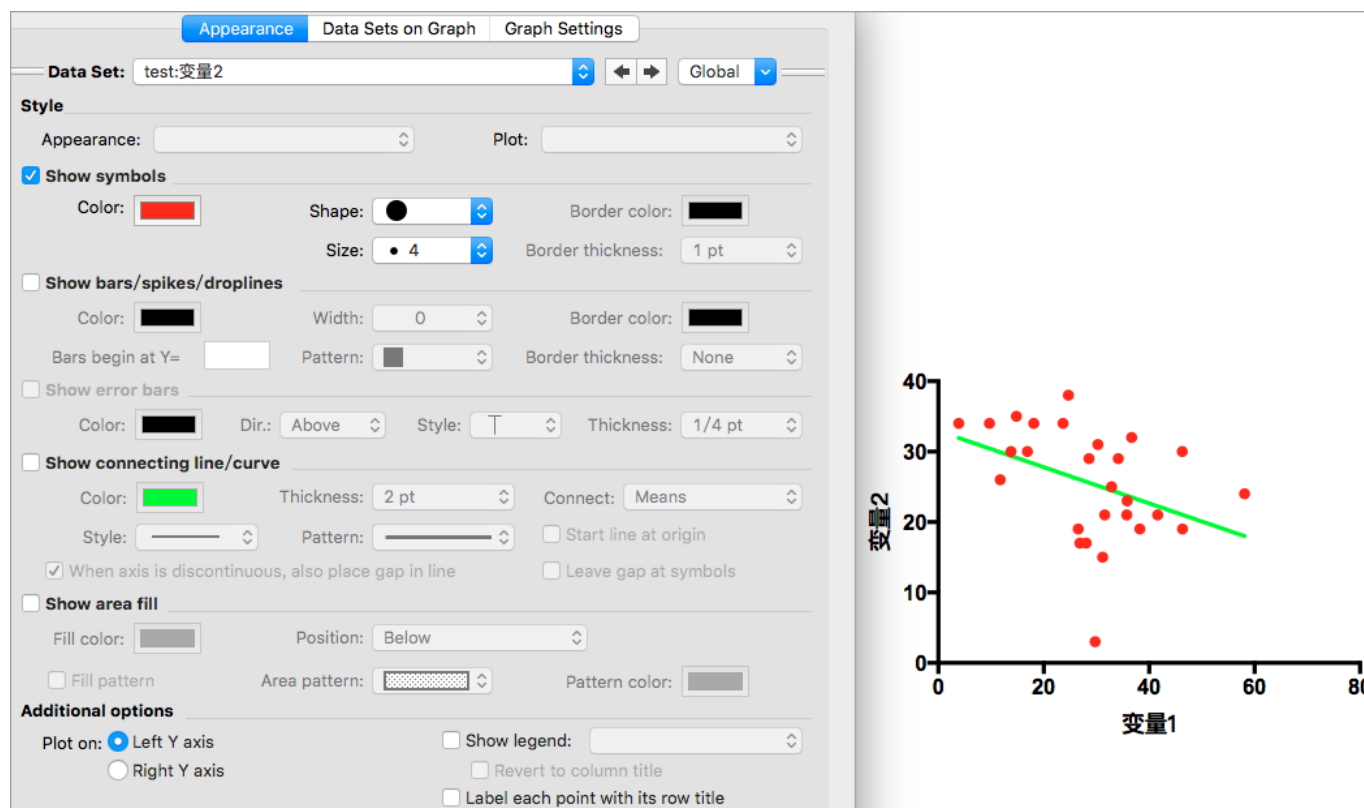 Appearance Data Sets on Graph Graph Settings
Data Set: test:变量2 Global
Style
Appearance: Plot:
Show symbols
Color: Shape: Border color:
Size: 4 Border thickness: 1 pt
Show bars/spikes/droplines
Color: Width: 0 Border color:
Bars begin at Y= Pattern: Border thickness: None
Show error bars
Color: Dir.: Above Style: Thickness: 1/4 pt
Show connecting line/curve
Color: Thickness: 2 pt Connect: Means
Style: Pattern: Start line at origin
When axis is discontinuous, also place gap in line Leave gap at symbols
Show area fill
Fill color: Position: Below
Fill pattern Area pattern: Pattern color:
Additional options
Plot on: Left Y axis Show legend:
Right Y axis Revert to column title
Label each point with its row title
40
30
20
10
0
变量2
0 20 40 60 80
变量1